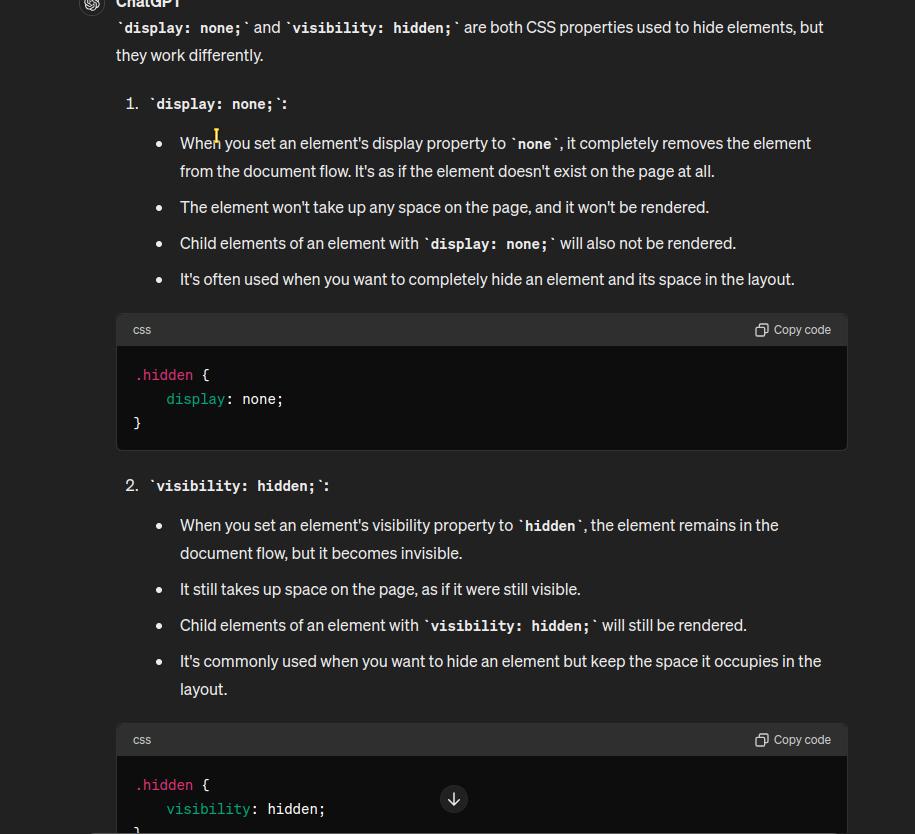 ChatGPT
`display: none;` and `visibility: hidden;` are both CSS properties used to hide elements, but
they work differently.
1. `display: none;`:
• When you set an element's display property to `none`, it completely removes the element
from the document flow. It's as if the element doesn't exist on the page at all.
• The element won't take up any space on the page, and it won't be rendered.
• Child elements of an element with `display: none;` will also not be rendered.
• It's often used when you want to completely hide an element and its space in the layout.
css Copy code
.hidden {
    display: none;
}
2. `visibility: hidden;`:
• When you set an element's visibility property to `hidden`, the element remains in the
document flow, but it becomes invisible.
• It still takes up space on the page, as if it were still visible.
• Child elements of an element with `visibility: hidden;` will still be rendered.
• It's commonly used when you want to hide an element but keep the space it occupies in the
layout.
css Copy code
.hidden {
    visibility: hidden;
}